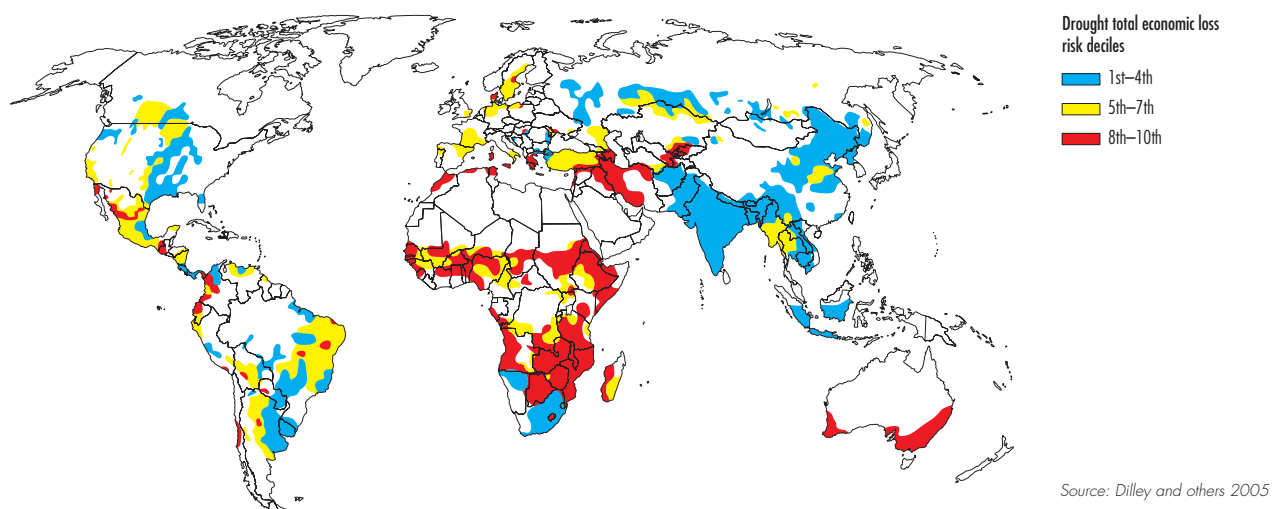 Drought total economic loss
risk deciles
1st–4th
5th–7th
8th–10th
Source: Dilley and others 2005